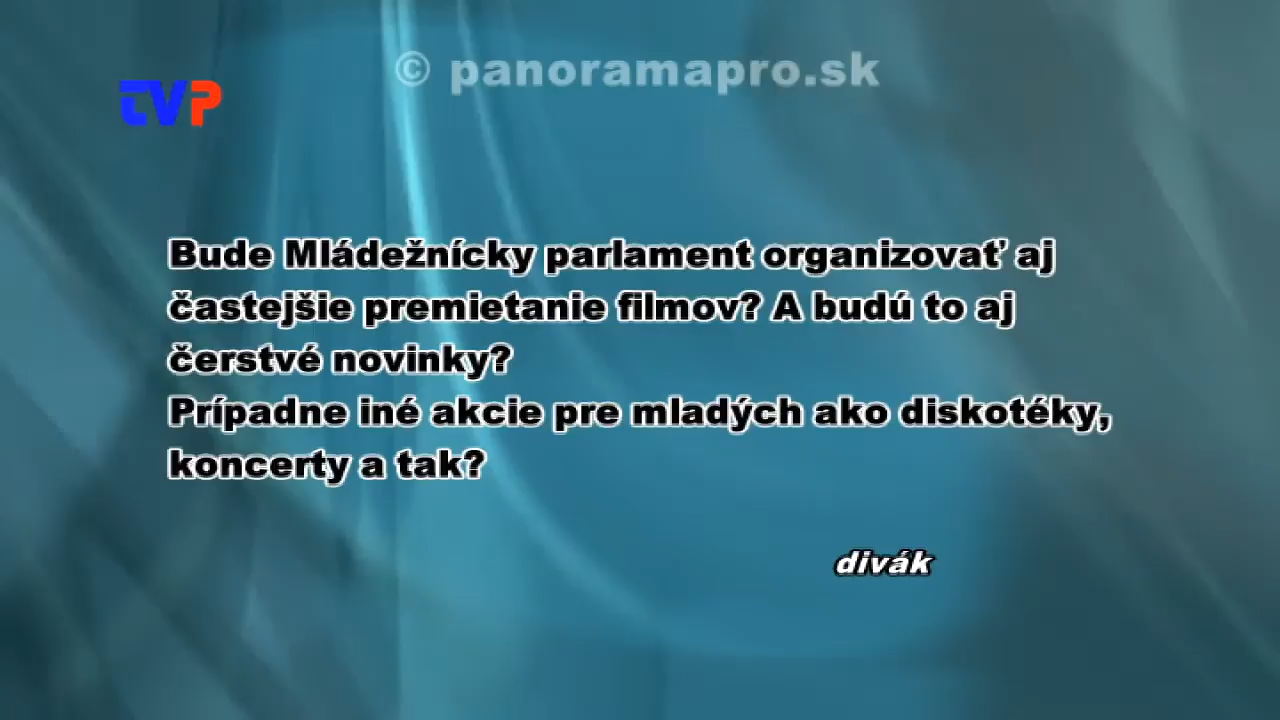 © panoramapro.sk
tVP
Bude Mládežnícky parlament organizovať aj
častejšie premietanie filmov? A budú to aj
čerstvé novinky?
Prípadne iné akcie pre mladých ako diskotéky,
koncerty a tak?
divák